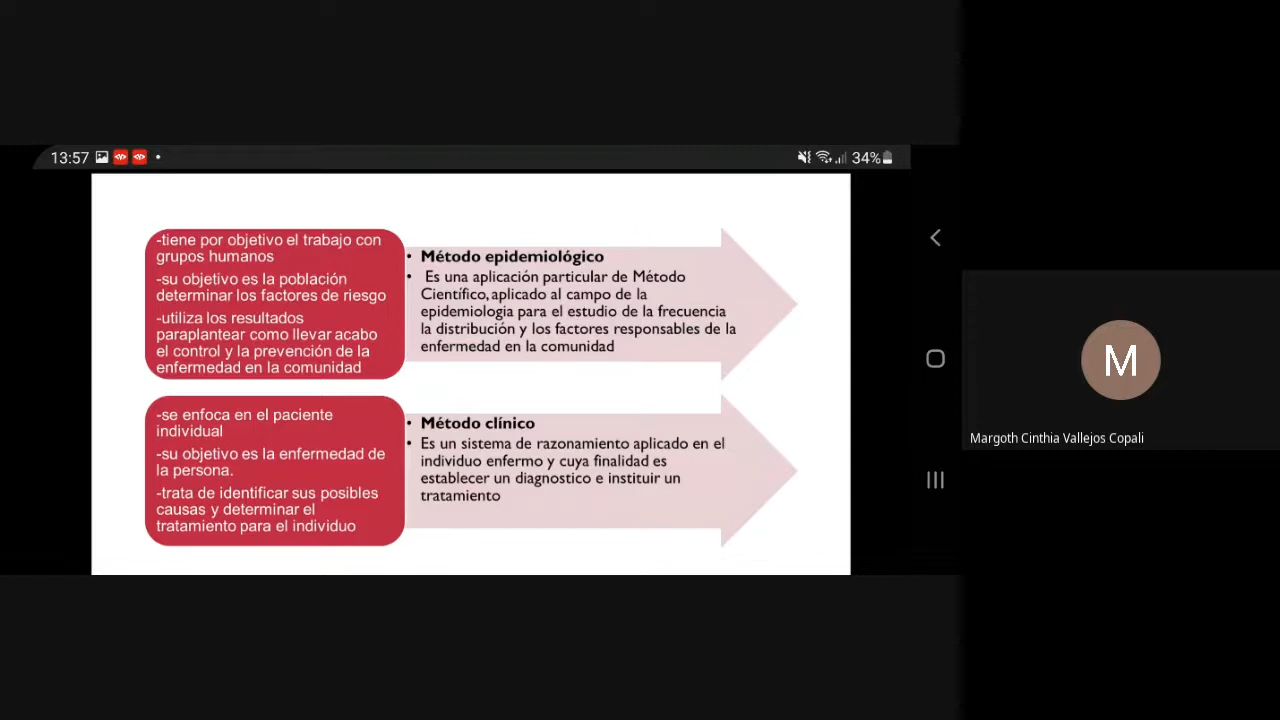 13:57
34%
-tiene por objetivo el trabajo con
grupos humanos
-su objetivo es la población
determinar los factores de riesgo
-utiliza los resultados
paraplantear como llevar acabo
el control y la prevención de la
enfermedad en la comunidad
• Método epidemiológico
• Es una aplicación particular de Método
Científico, aplicado al campo de la
epidemiologia para el estudio de la frecuencia
la distribución y los factores responsables de la
enfermedad en la comunidad
-se enfoca en el paciente
individual
-su objetivo es la enfermedad de
la persona.
-trata de identificar sus posibles
causas y determinar el
tratamiento para el individuo
• Método clínico
• Es un sistema de razonamiento aplicado en el
individuo enfermo y cuya finalidad es
establecer un diagnostico e instituir un
tratamiento
M
Margoth Cinthia Vallejos Copali